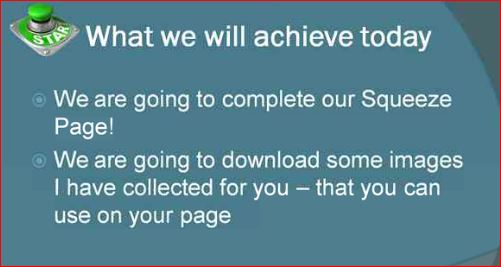 START
What we will achieve today
We are going to complete our Squeeze
Page!
We are going to download some images
I have collected for you – that you can
use on your page